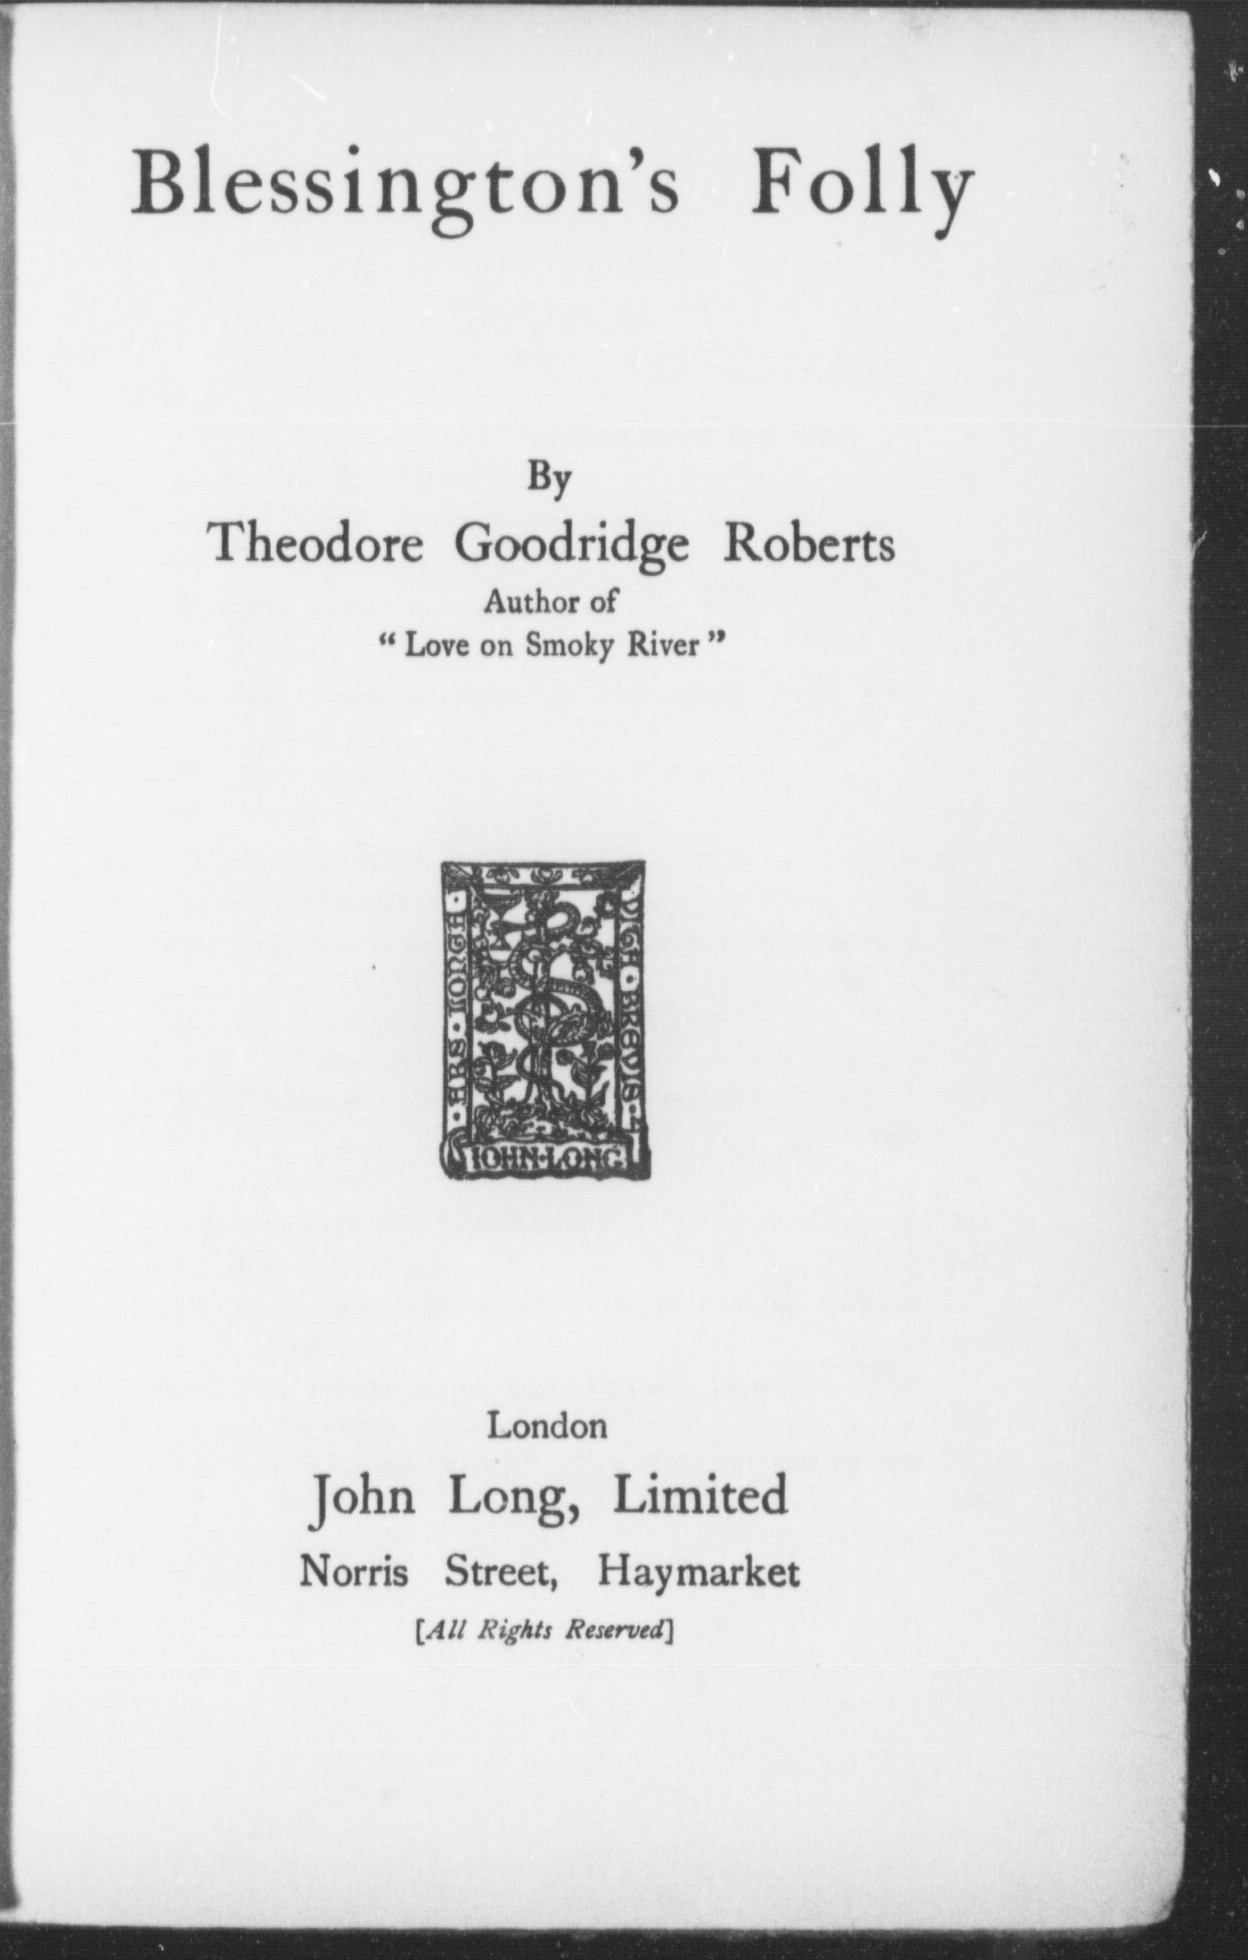 Blessington's Folly
By
Theodore Goodridge Roberts
Author of
“Love on Smoky River”
· ARS · LONGA ·
VITA · BREVIS ·
JOHN·LONG
London
John Long, Limited
Norris Street, Haymarket
[All Rights Reserved]